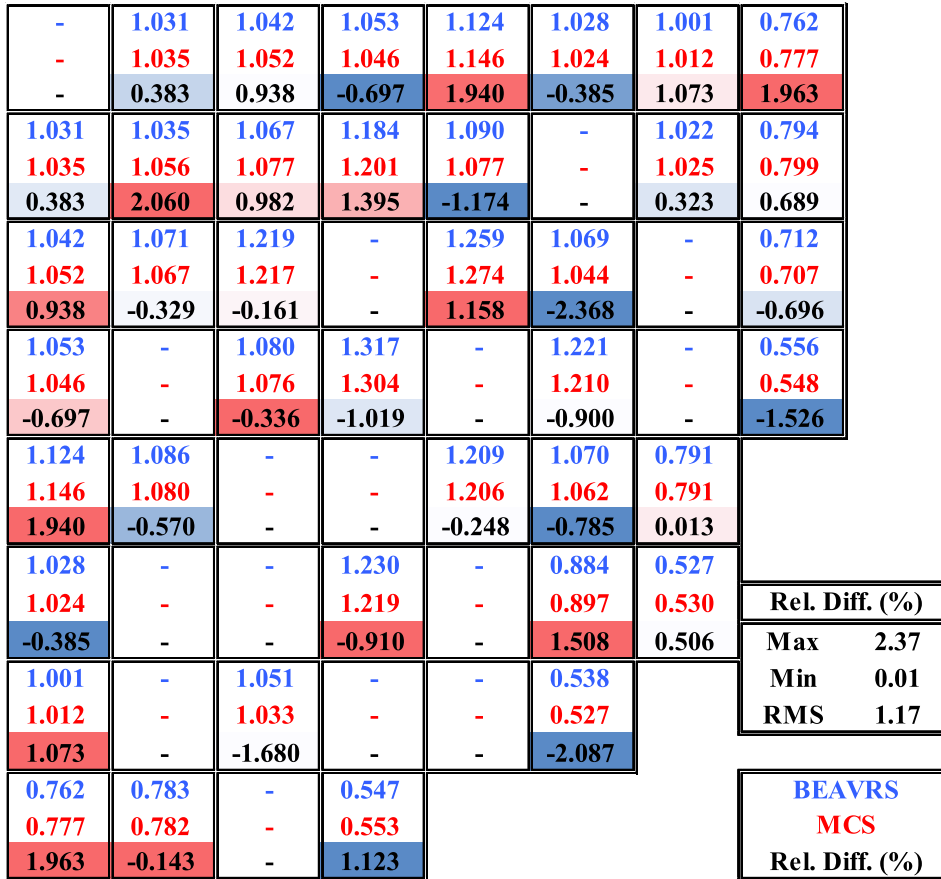 - 1.031 1.042 1.053 1.124 1.028 1.001 0.762
- 1.035 1.052 1.046 1.146 1.024 1.012 0.777
- 0.383 0.938 -0.697 1.940 -0.385 1.073 1.963
1.031 1.035 1.067 1.184 1.090 - 1.022 0.794
1.035 1.056 1.077 1.201 1.077 - 1.025 0.799
0.383 2.060 0.982 1.395 -1.174 - 0.323 0.689
1.042 1.071 1.219 - 1.259 1.069 - 0.712
1.052 1.067 1.217 - 1.274 1.044 - 0.707
0.938 -0.329 -0.161 - 1.158 -2.368 - -0.696
1.053 - 1.080 1.317 - 1.221 - 0.556
1.046 - 1.076 1.304 - 1.210 - 0.548
-0.697 - -0.336 -1.019 - -0.900 - -1.526
1.124 1.086 - - 1.209 1.070 0.791
1.146 1.080 - - 1.206 1.062 0.791
1.940 -0.570 - - -0.248 -0.785 0.013
1.028 - - 1.230 - 0.884 0.527
1.024 - - 1.219 - 0.897 0.530 Rel. Diff. (%)
-0.385 - - -0.910 - 1.508 0.506 Max 2.37
1.001 - 1.051 - - 0.538 Min 0.01
1.012 - 1.033 - - 0.527 RMS 1.17
1.073 - -1.680 - - -2.087
0.762 0.783 - 0.547 BEAVRS
0.777 0.782 - 0.553 MCS
1.963 -0.143 - 1.123 Rel. Diff. (%)